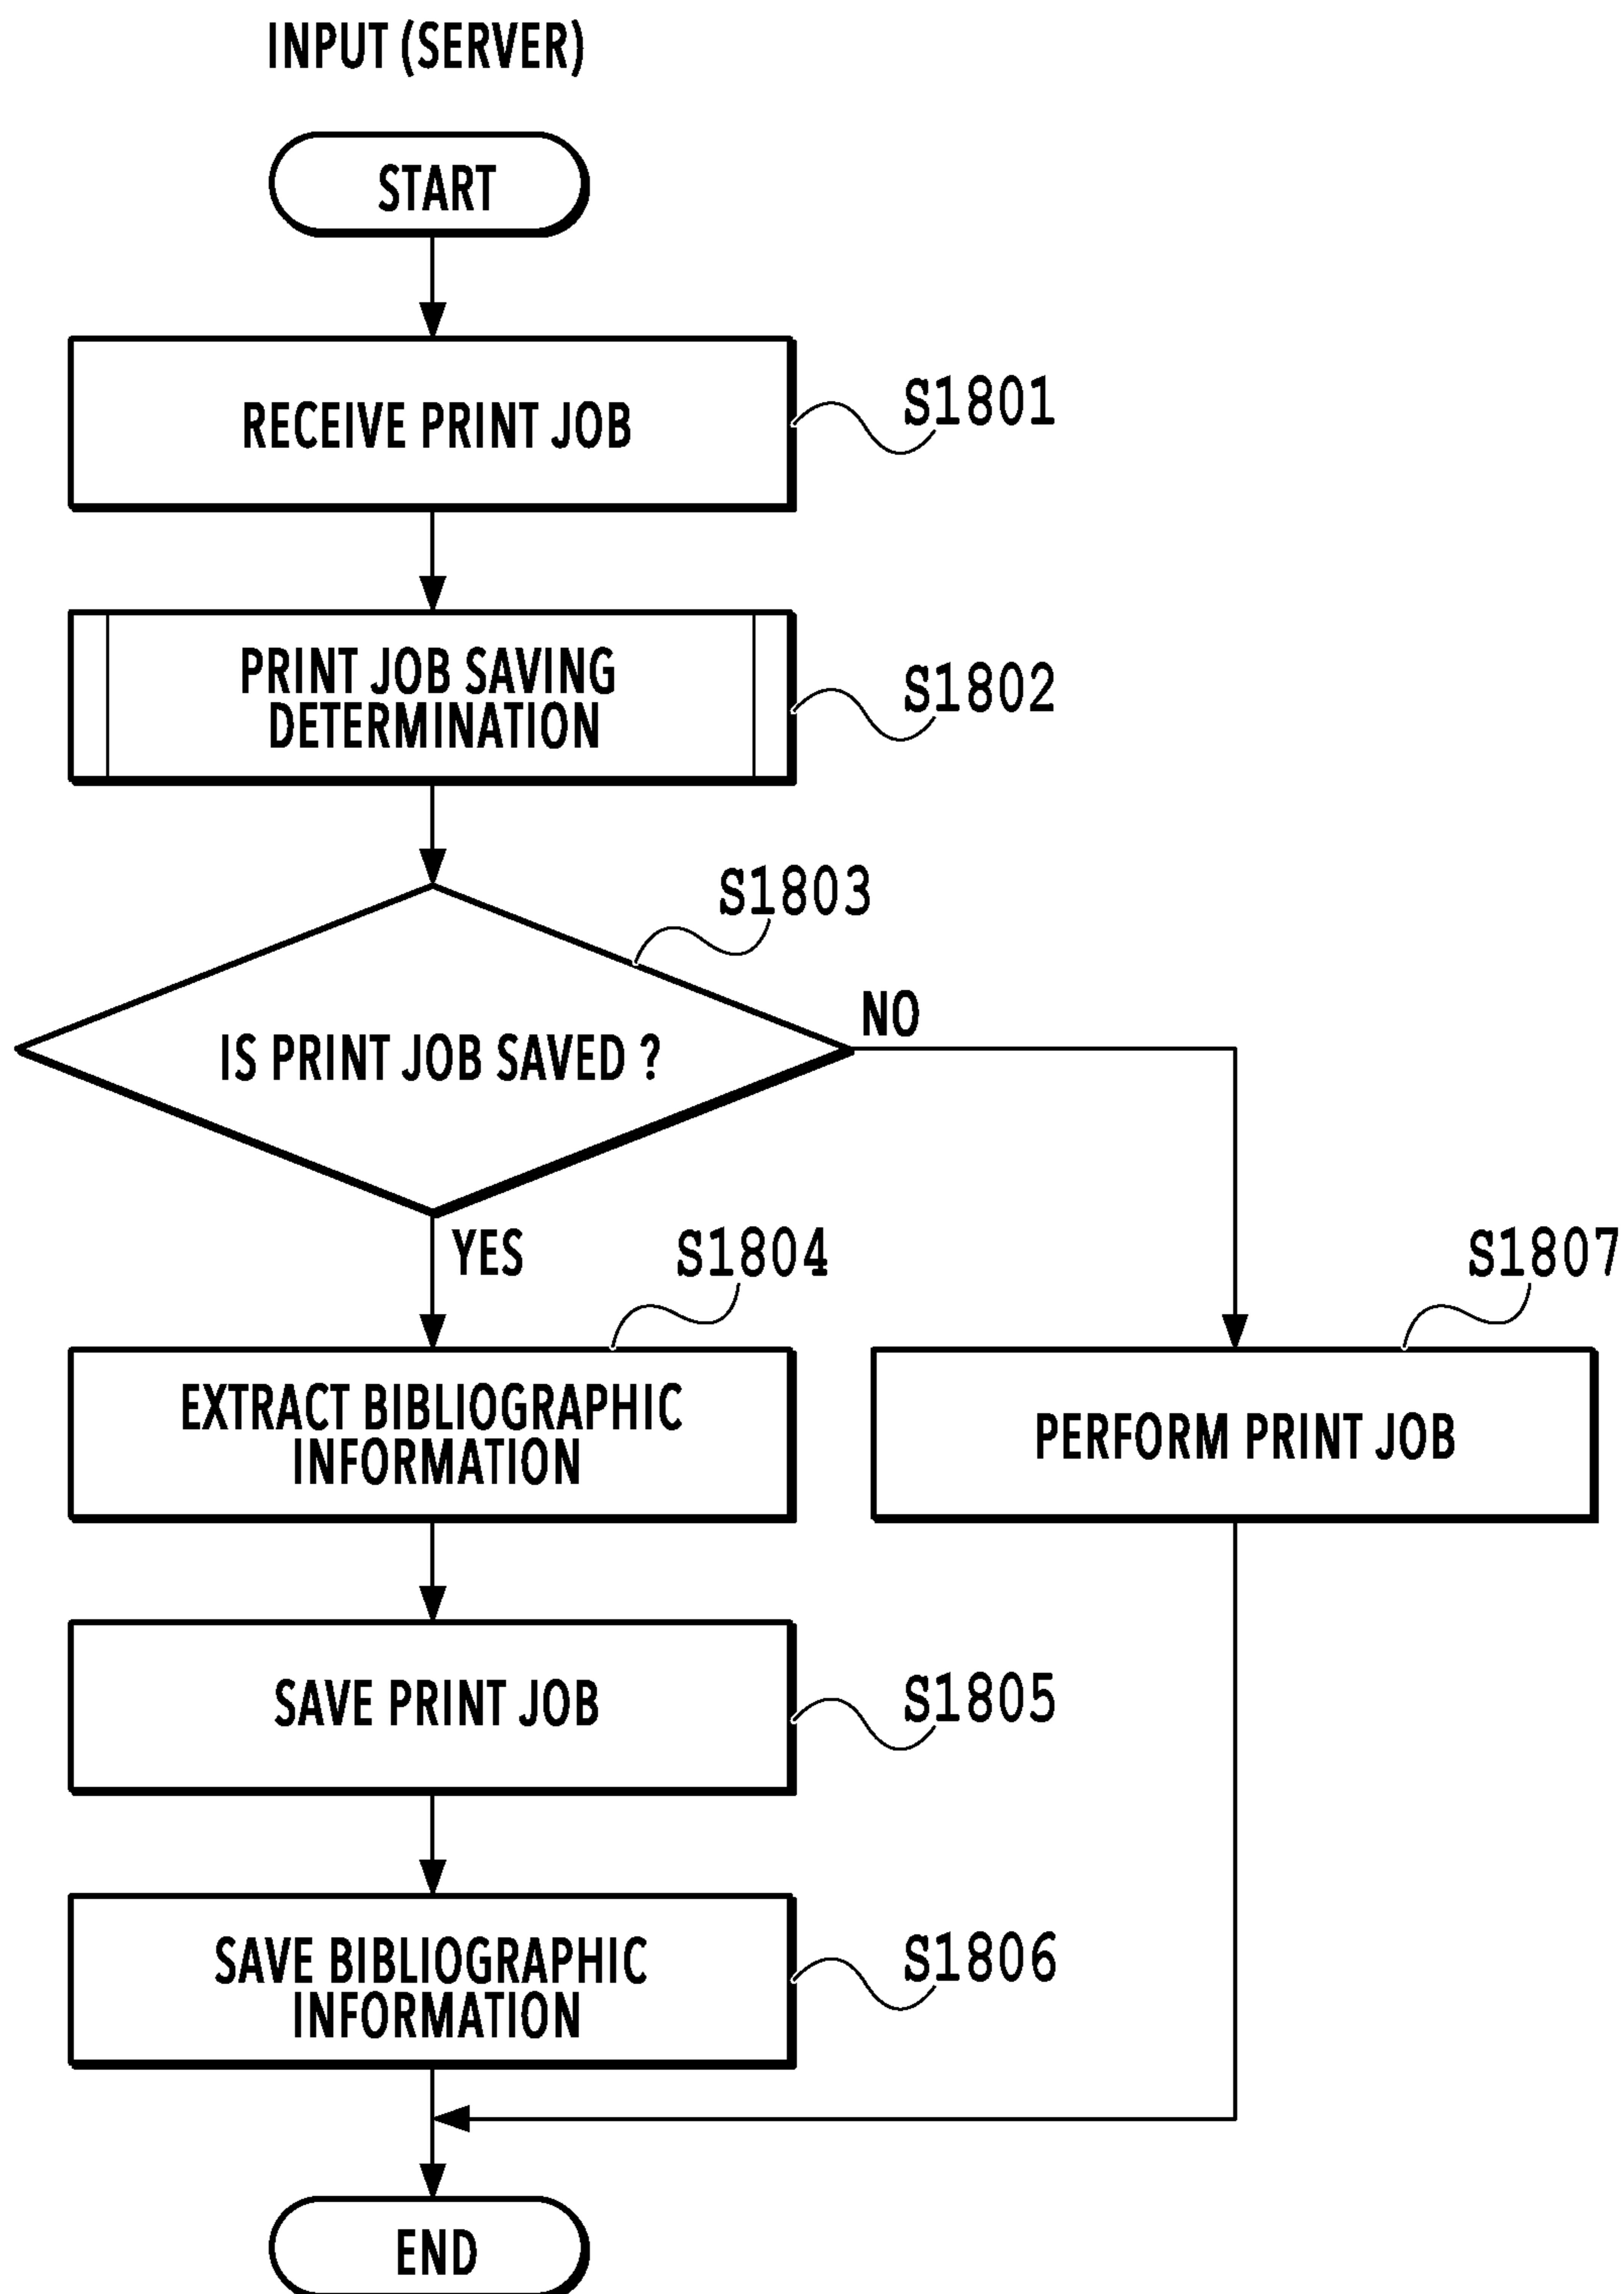 INPUT (SERVER)
START
RECEIVE PRINT JOB
S1801
PRINT JOB SAVING
DETERMINATION
S1802
S1803
IS PRINT JOB SAVED ?
NO
YES
S1804
S1807
EXTRACT BIBLIOGRAPHIC
INFORMATION
PERFORM PRINT JOB
SAVE PRINT JOB
S1805
SAVE BIBLIOGRAPHIC
INFORMATION
S1806
END